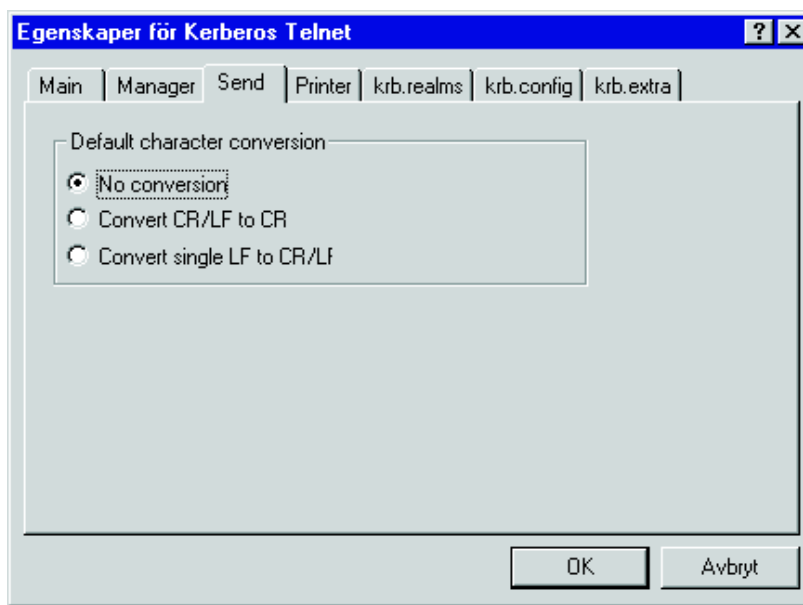 Egenskaper för Kerberos Telnet
Main Manager Send Printer krb.realms krb.config krb.extra
Default character conversion
No conversion
Convert CR/LF to CR
Convert single LF to CR/LF
OK Avbryt